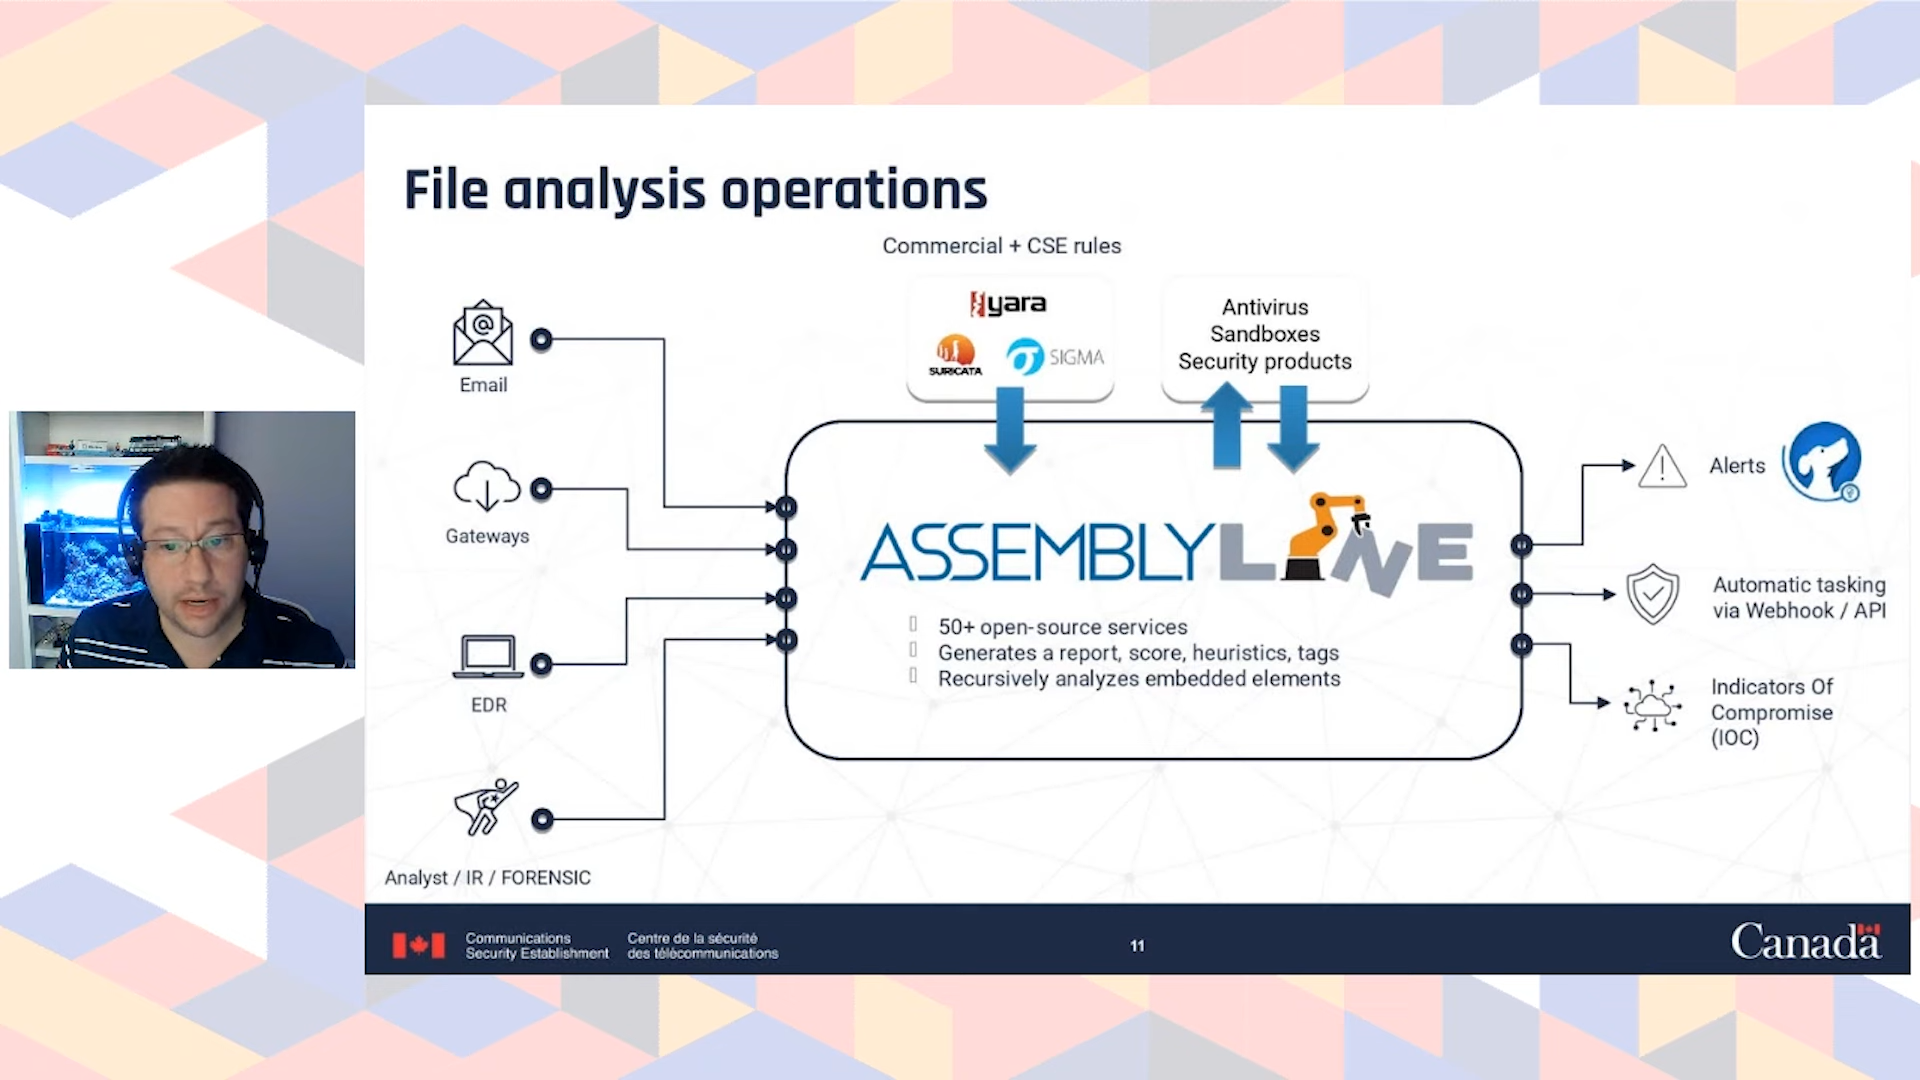 File analysis operations
Commercial + CSE rules
yara
SURICATA
SIGMA
Antivirus
Sandboxes
Security products
Email
Gateways
EDR
Analyst / IR / FORENSIC
ASSEMBLYLINE
50+ open-source services
Generates a report, score, heuristics, tags
Recursively analyzes embedded elements
Alerts
Automatic tasking
via Webhook / API
Indicators Of
Compromise
(IOC)
Communications
Security Establishment
Centre de la sécurité
des télécommunications
11
Canada